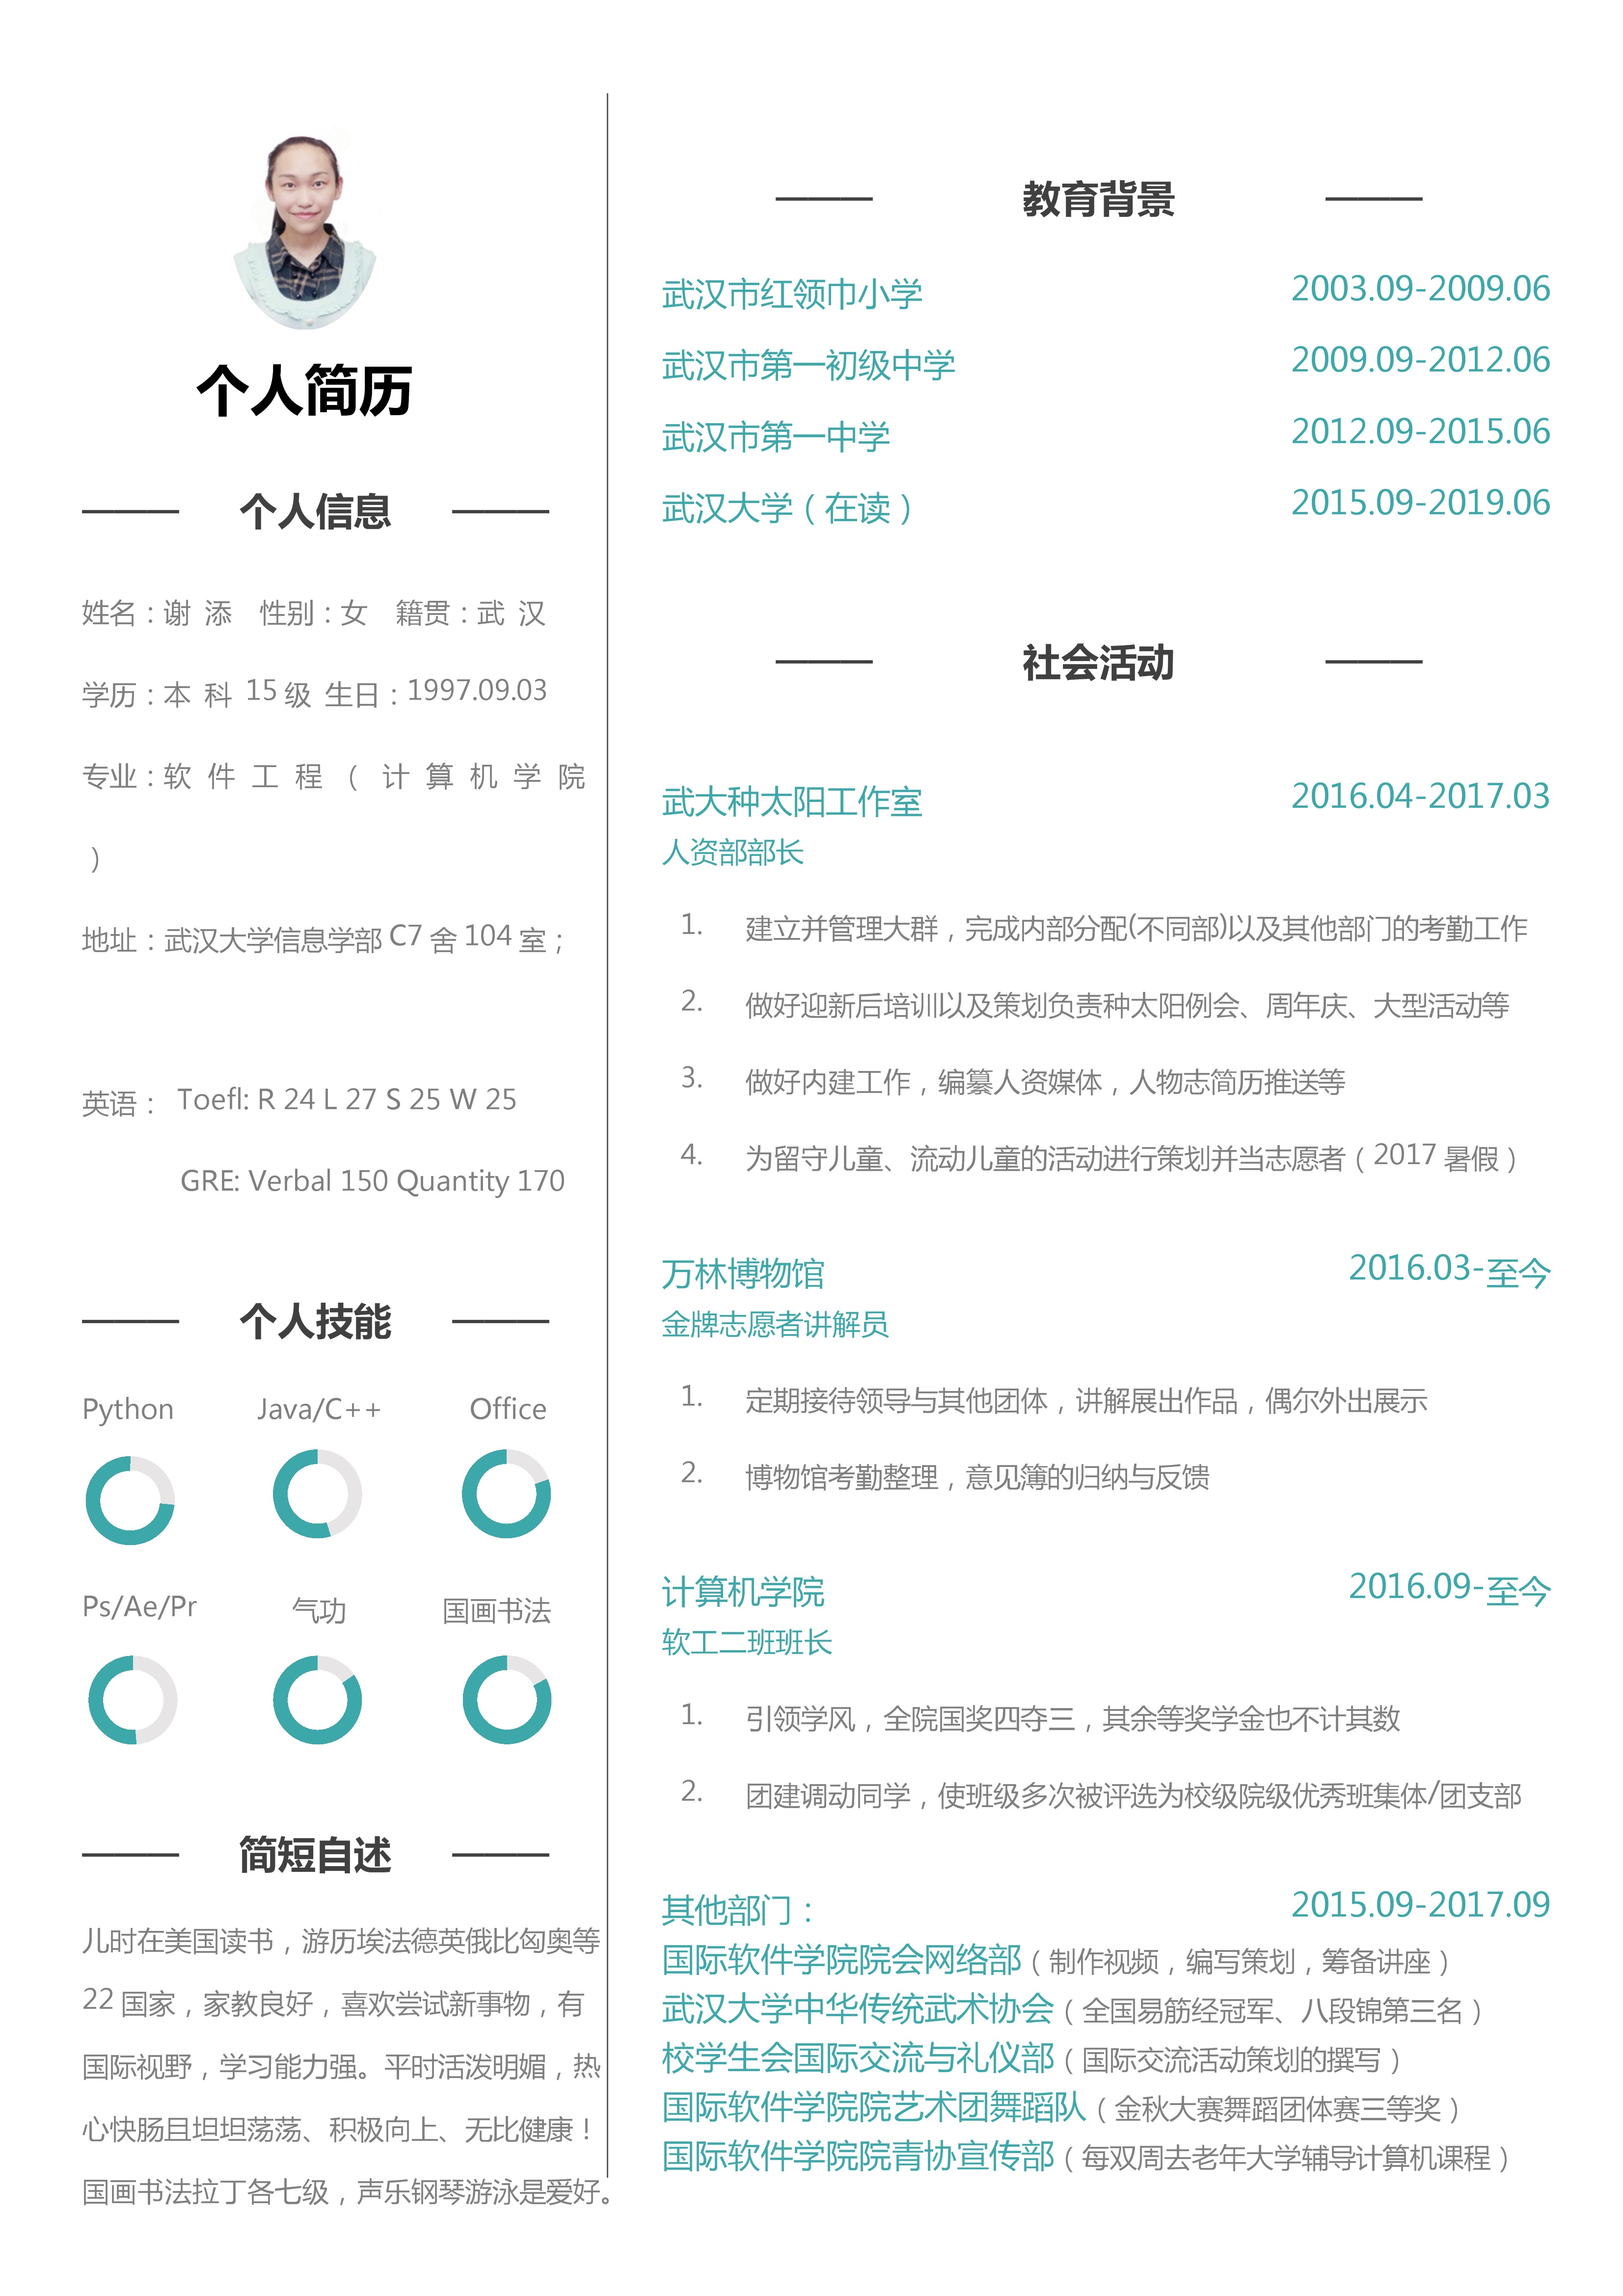 个人简历
个人信息
姓名：谢 添 性别：女 籍贯：武 汉
学历：本 科 15 级 生日：1997.09.03
专业：软 件 工 程 （ 计 算 机 学 院
）
地址：武汉大学信息学部 C7 舍 104 室；
英语： Toefl: R 24 L 27 S 25 W 25
GRE: Verbal 150 Quantity 170
个人技能
Python Java/C++ Office
Ps/Ae/Pr 气功 国画书法
简短自述
儿时在美国读书，游历埃法德英俄比匈奥等
22 国家，家教良好，喜欢尝试新事物，有
国际视野，学习能力强。平时活泼明媚，热
心快肠且坦坦荡荡、积极向上、无比健康！
国画书法拉丁各七级，声乐钢琴游泳是爱好。
教育背景
武汉市红领巾小学 2003.09-2009.06
武汉市第一初级中学 2009.09-2012.06
武汉市第一中学 2012.09-2015.06
武汉大学（在读） 2015.09-2019.06
社会活动
武大种太阳工作室 2016.04-2017.03
人资部部长
1. 建立并管理大群，完成内部分配(不同部)以及其他部门的考勤工作
2. 做好迎新后培训以及策划负责种太阳例会、周年庆、大型活动等
3. 做好内建工作，编纂人资媒体，人物志简历推送等
4. 为留守儿童、流动儿童的活动进行策划并当志愿者（2017 暑假）
万林博物馆 2016.03-至今
金牌志愿者讲解员
1. 定期接待领导与其他团体，讲解展出作品，偶尔外出展示
2. 博物馆考勤整理，意见簿的归纳与反馈
计算机学院 2016.09-至今
软工二班班长
1. 引领学风，全院国奖四夺三，其余等奖学金也不计其数
2. 团建调动同学，使班级多次被评选为校级院级优秀班集体/团支部
其他部门： 2015.09-2017.09
国际软件学院院会网络部（制作视频，编写策划，筹备讲座）
武汉大学中华传统武术协会（全国易筋经冠军、八段锦第三名）
校学生会国际交流与礼仪部（国际交流活动策划的撰写）
国际软件学院院艺术团舞蹈队（金秋大赛舞蹈团体赛三等奖）
国际软件学院院青协宣传部（每双周去老年大学辅导计算机课程）